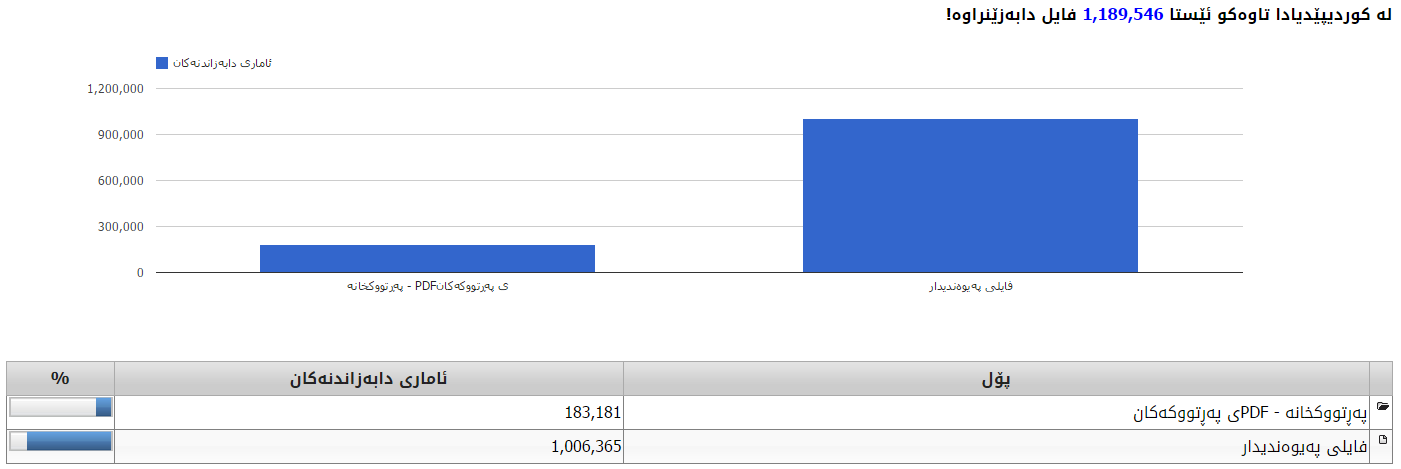 لە کوردیپێدیادا تاوەکو ئێستا 1,189,546 فایل دابەزێنراوە!
ئاماری دابەزاندنەکان
1,200,000
900,000
600,000
300,000
0
پەڕتووکخانە - PDFی پەڕتووکەکان
فایلی پەیوەندیدار
پۆل ئاماری دابەزاندنەکان %
پەڕتووکخانە - PDFی پەڕتووکەکان 183,181
فایلی پەیوەندیدار 1,006,365